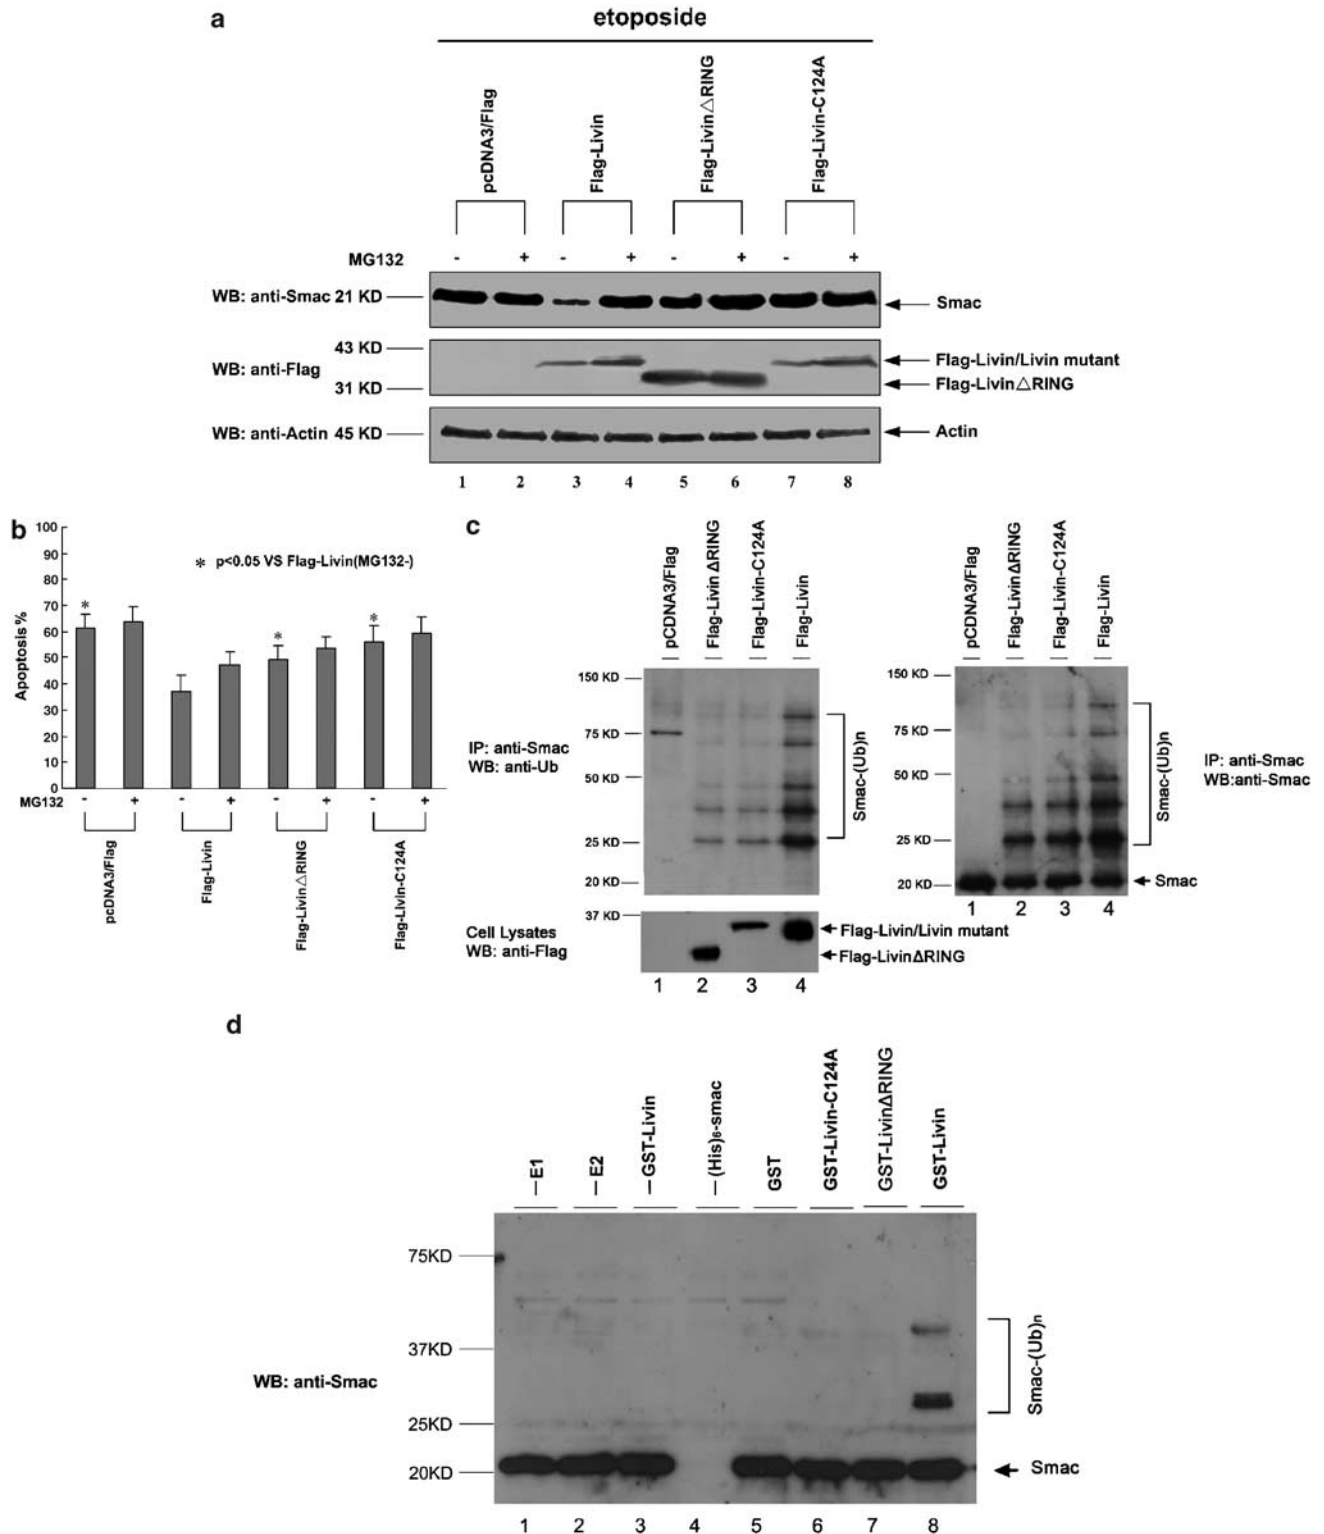 a
etoposide
pcDNA3/Flag
Flag-Livin
Flag-Livin△RING
Flag-Livin-C124A
MG132 - + - + - + - +
WB: anti-Smac 21 KD
Smac
43 KD
WB: anti-Flag
31 KD
Flag-Livin/Livin mutant
Flag-Livin△RING
WB: anti-Actin 45 KD
Actin
1 2 3 4 5 6 7 8
b
100
90
80
70
60
50
40
30
20
10
0
Apoptosis %
* p<0.05 VS Flag-Livin(MG132-)
*
*
*
MG132 - + - + - + - +
pcDNA3/Flag
Flag-Livin
Flag-Livin△RING
Flag-Livin-C124A
c
pCDNA3/Flag
Flag-Livin ΔRING
Flag-Livin-C124A
Flag-Livin
150 KD
75 KD
50 KD
25 KD
20 KD
IP: anti-Smac
WB: anti-Ub
Smac-(Ub)n
37 KD
Cell Lysates
WB: anti-Flag
Flag-Livin/Livin mutant
Flag-LivinΔRING
1 2 3 4
pCDNA3/Flag
Flag-Livin ΔRING
Flag-Livin-C124A
Flag-Livin
150 KD
75 KD
50 KD
25 KD
20 KD
Smac-(Ub)n
IP: anti-Smac
WB:anti-Smac
Smac
1 2 3 4
d
—E1
—E2
—GST-Livin
—(His)6-smac
GST
GST-Livin-C124A
GST-LivinΔRING
GST-Livin
75KD
37KD
25KD
20KD
WB: anti-Smac
Smac-(Ub)n
Smac
1 2 3 4 5 6 7 8